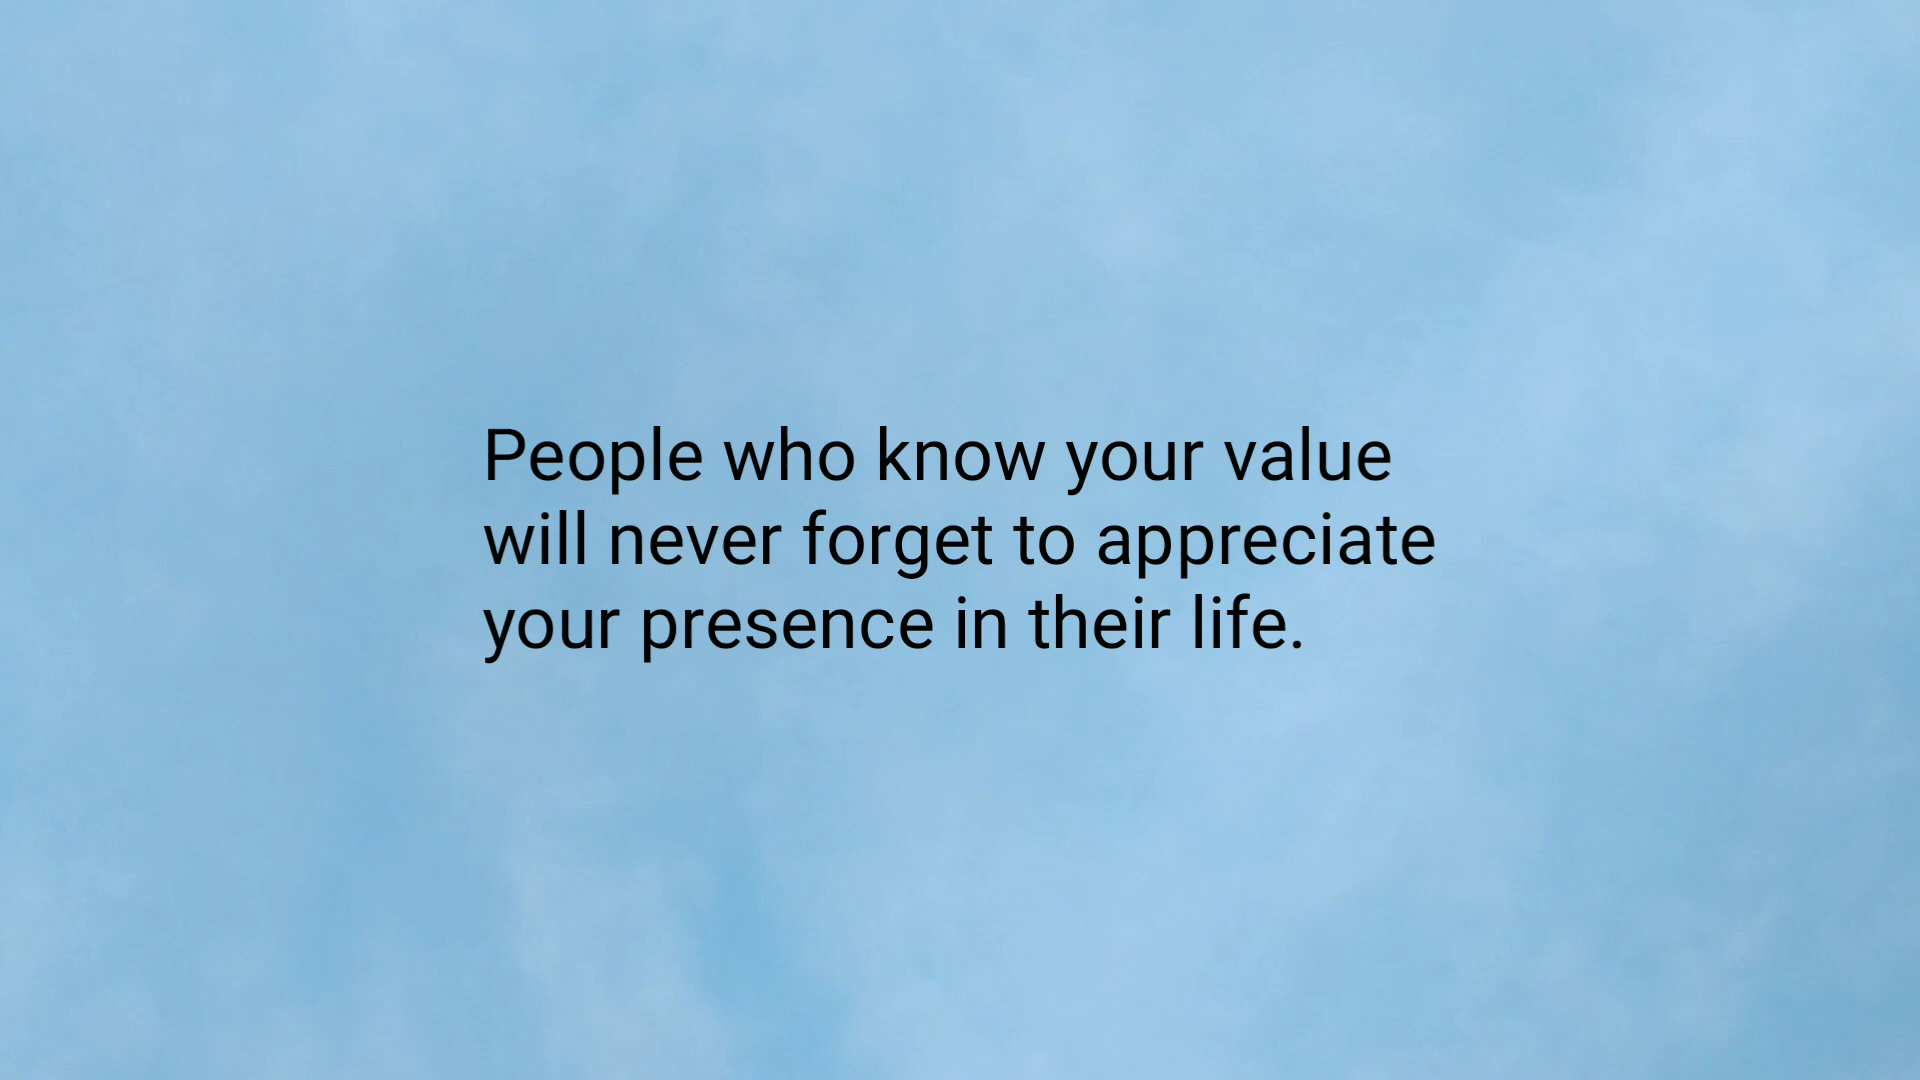 People who know your value
will never forget to appreciate
your presence in their life.